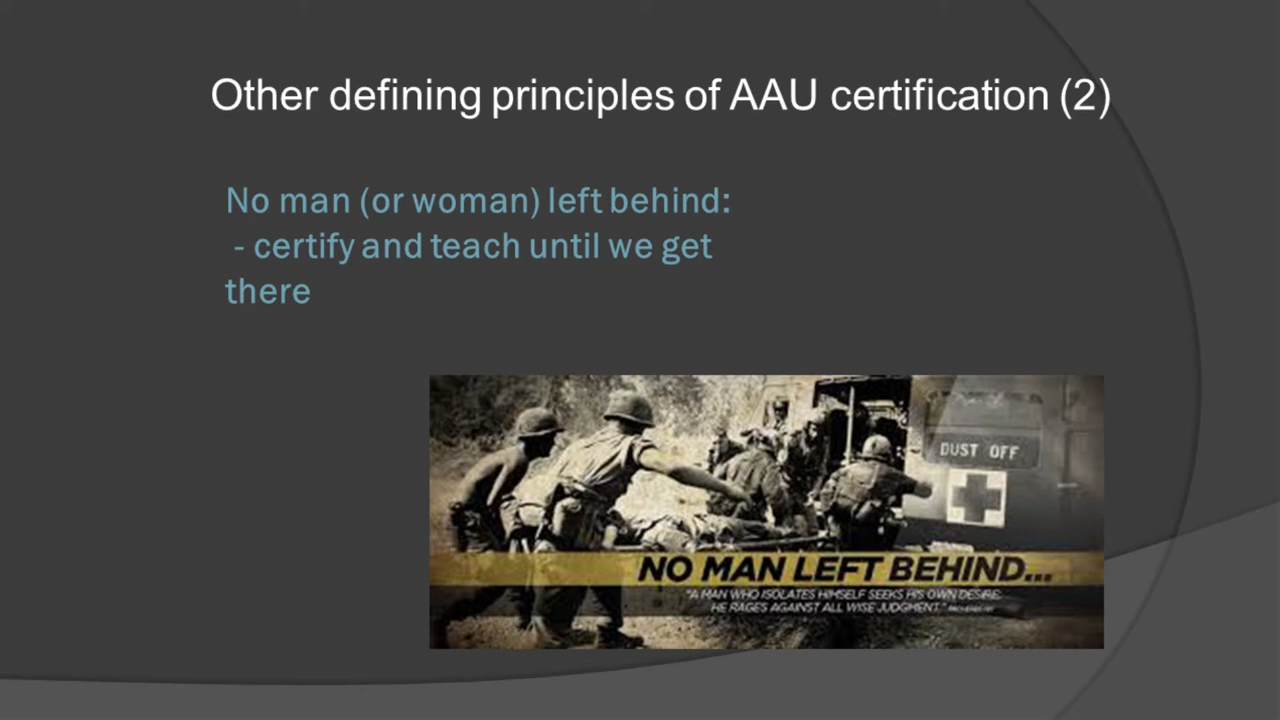 Other defining principles of AAU certification (2)
No man (or woman) left behind:
- certify and teach until we get
there
DUST OFF
NO MAN LEFT BEHIND...
"A MAN WHO ISOLATES HIMSELF SEEKS HIS OWN DESIRE;
HE RAGES AGAINST ALL WISE JUDGMENT."